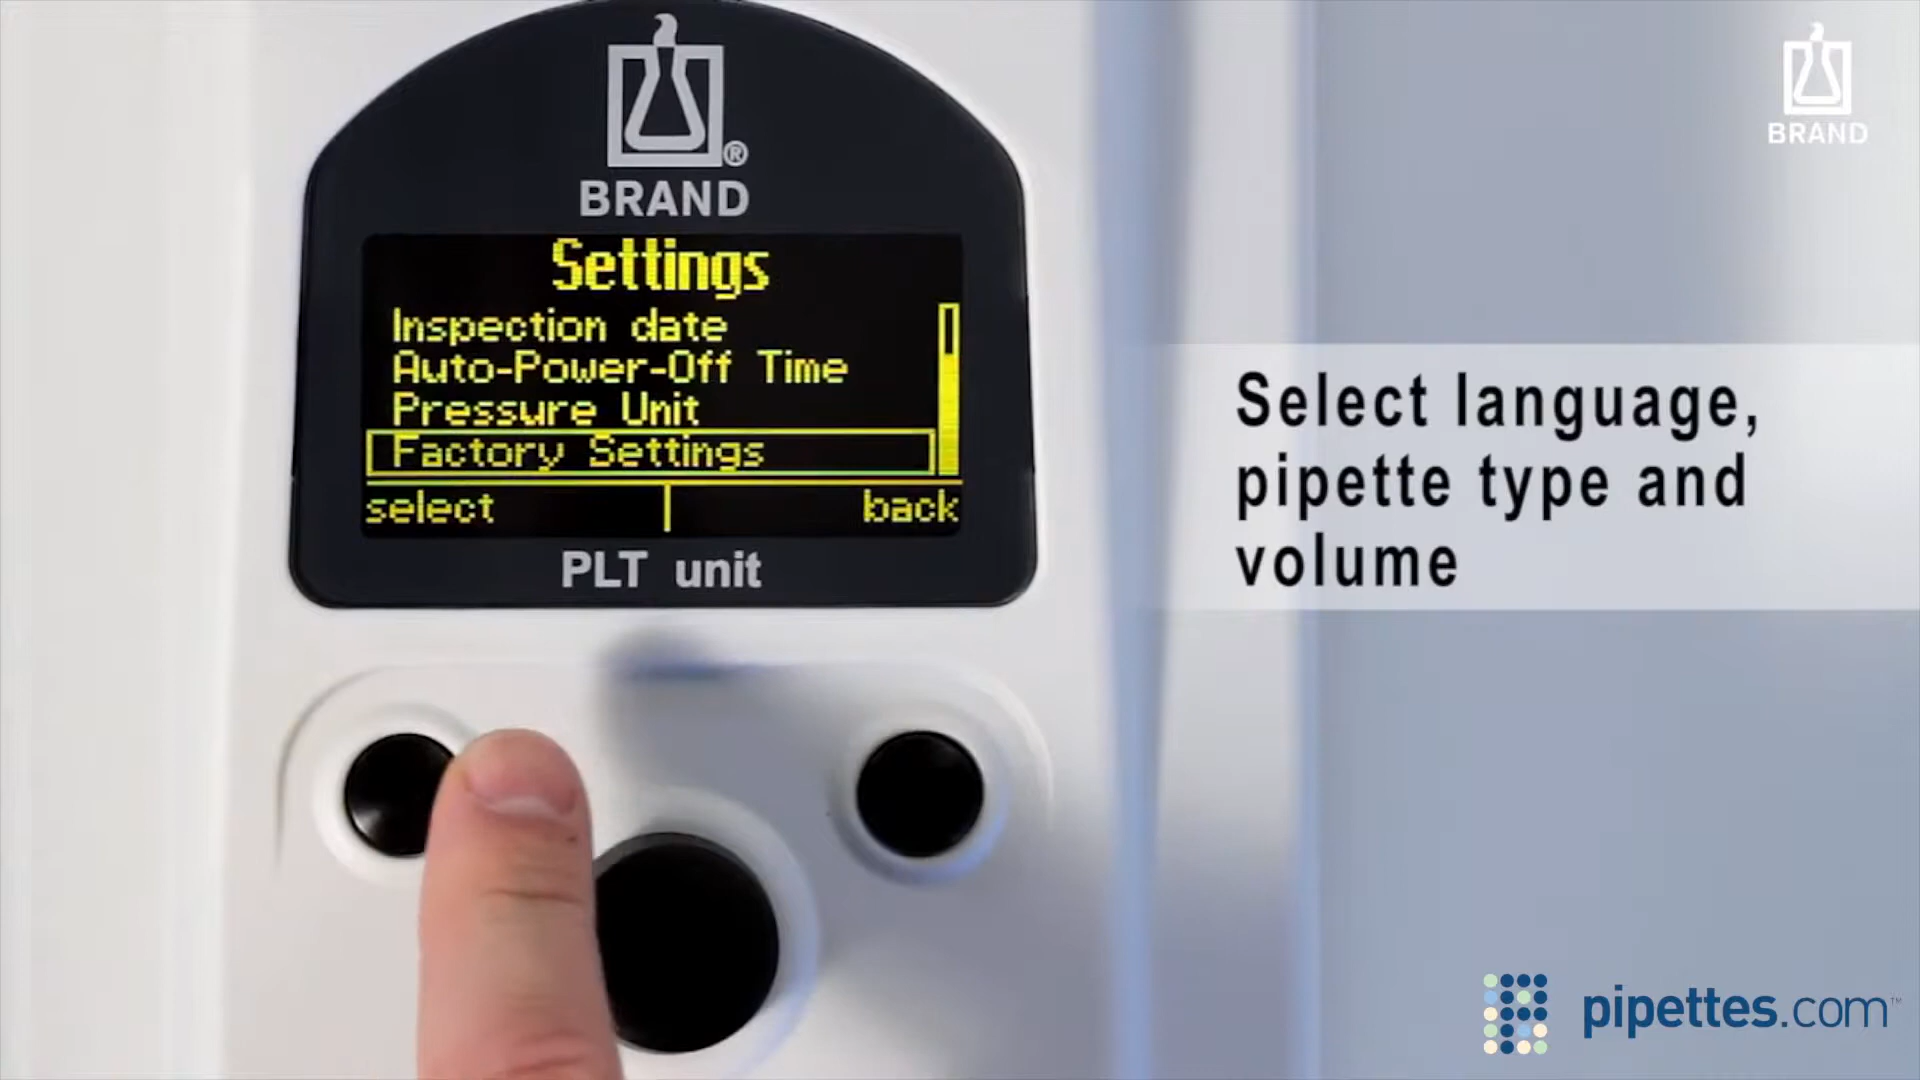 BRAND
Settings
Inspection date
Auto-Power-Off Time
Pressure Unit
Factory Settings
select back
PLT unit
BRAND
Select language,
pipette type and
volume
pipettes.com™